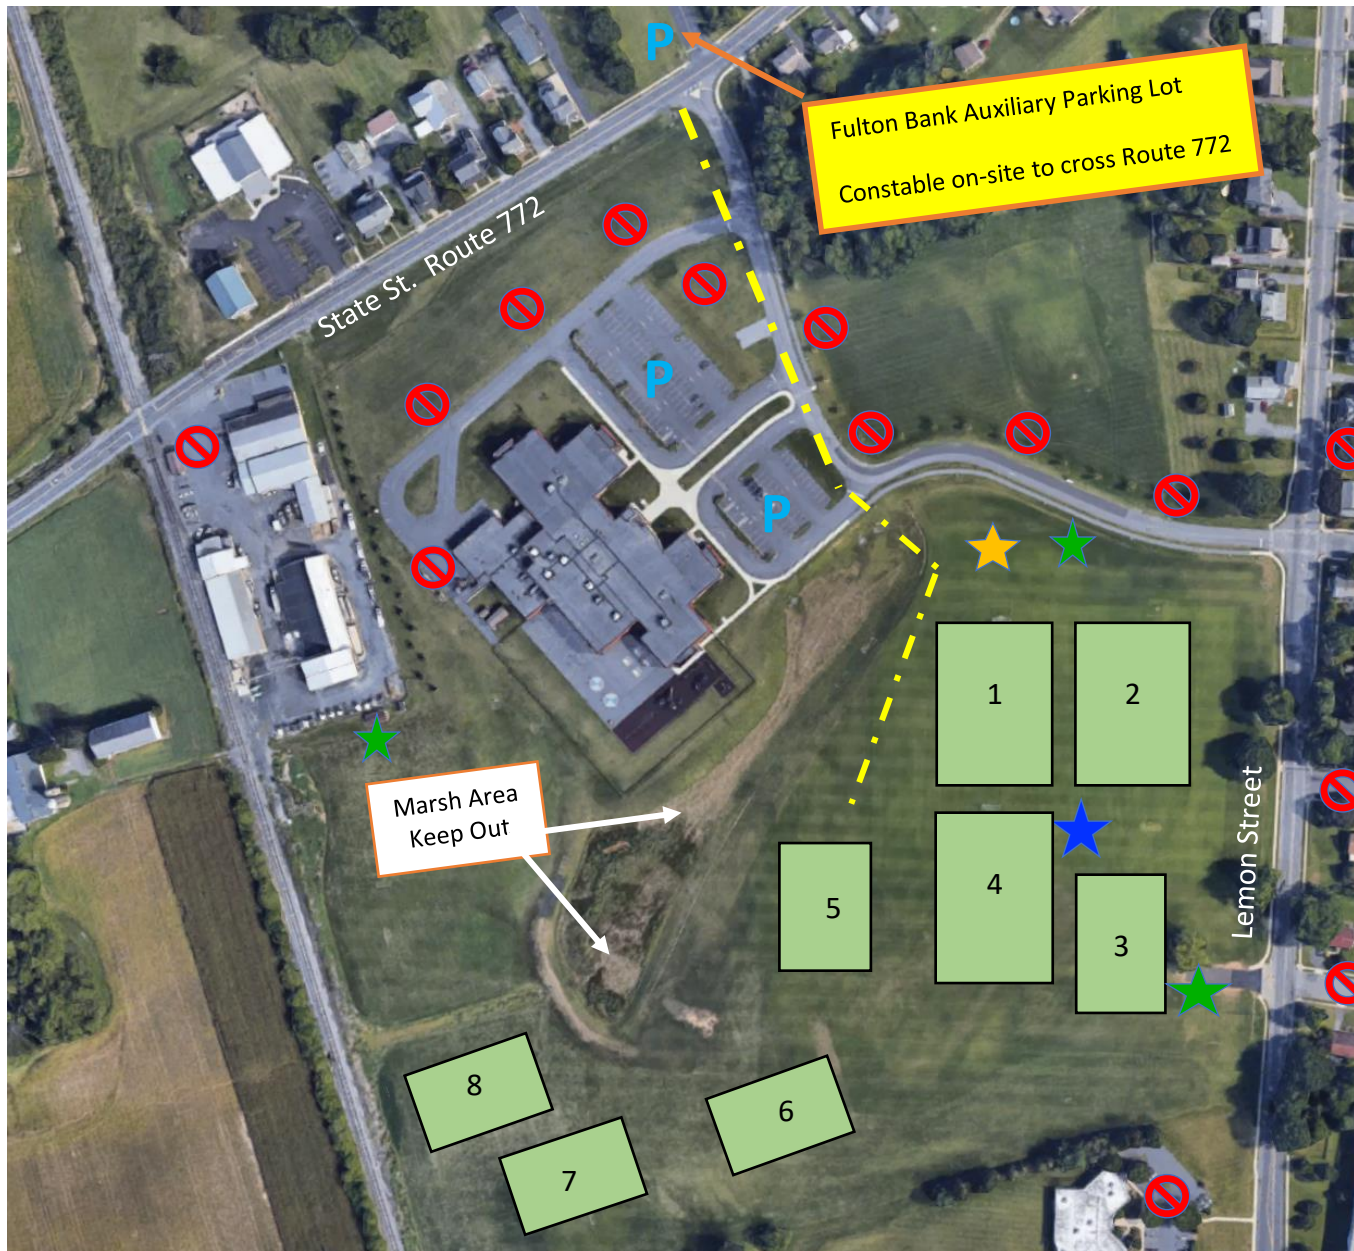 P
Fulton Bank Auxiliary Parking Lot
Constable on-site to cross Route 772
State St. Route 772
P
P
1
2
Marsh Area
Keep Out
Lemon Street
4
5
3
8
6
7